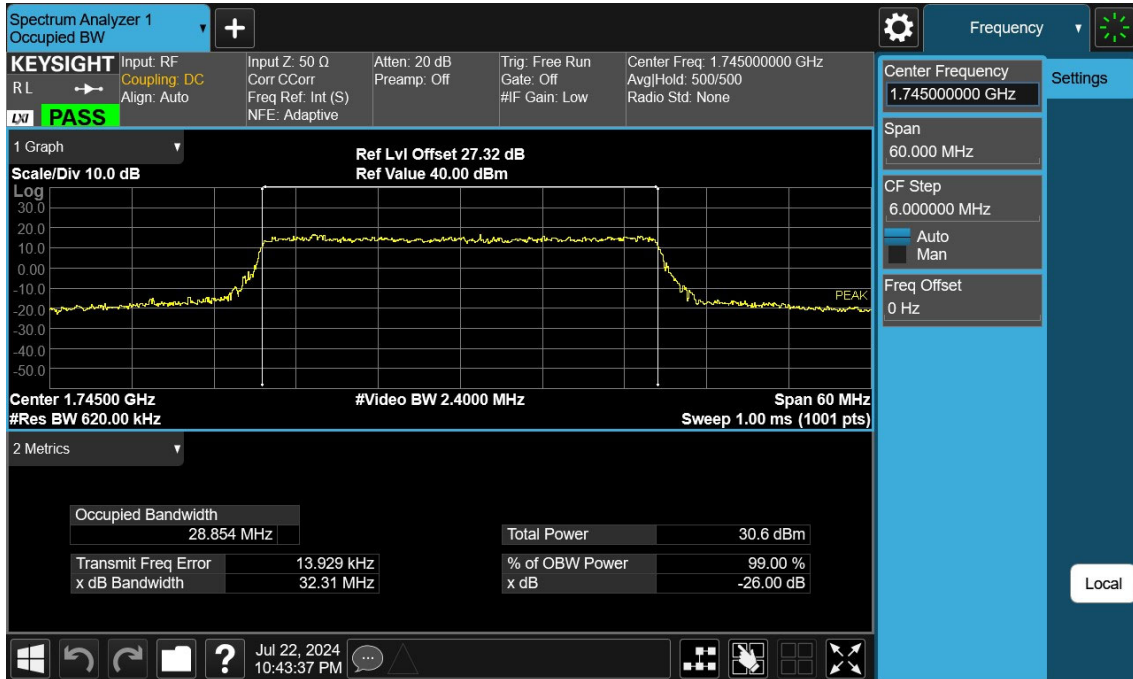 Spectrum Analyzer 1
Occupied BW
+
Frequency
KEYSIGHT
R L
LXI PASS
Input: RF
Coupling: DC
Align: Auto
Input Z: 50 Ω
Corr CCorr
Freq Ref: Int (S)
NFE: Adaptive
Atten: 20 dB
Preamp: Off
Trig: Free Run
Gate: Off
#IF Gain: Low
Center Freq: 1.745000000 GHz
Avg|Hold: 500/500
Radio Std: None
Center Frequency
1.745000000 GHz
Settings
Span
60.000 MHz
CF Step
6.000000 MHz
Auto
Man
Freq Offset
0 Hz
Local
1 Graph
Scale/Div 10.0 dB
Ref Lvl Offset 27.32 dB
Ref Value 40.00 dBm
Log
30.0
20.0
10.0
0.00
-10.0
-20.0
-30.0
-40.0
-50.0
PEAK
Center 1.74500 GHz
#Video BW 2.4000 MHz
Span 60 MHz
#Res BW 620.00 kHz
Sweep 1.00 ms (1001 pts)
2 Metrics
Occupied Bandwidth
28.854 MHz
Total Power 30.6 dBm
Transmit Freq Error 13.929 kHz
% of OBW Power 99.00 %
x dB Bandwidth 32.31 MHz
x dB -26.00 dB
?
Jul 22, 2024
10:43:37 PM